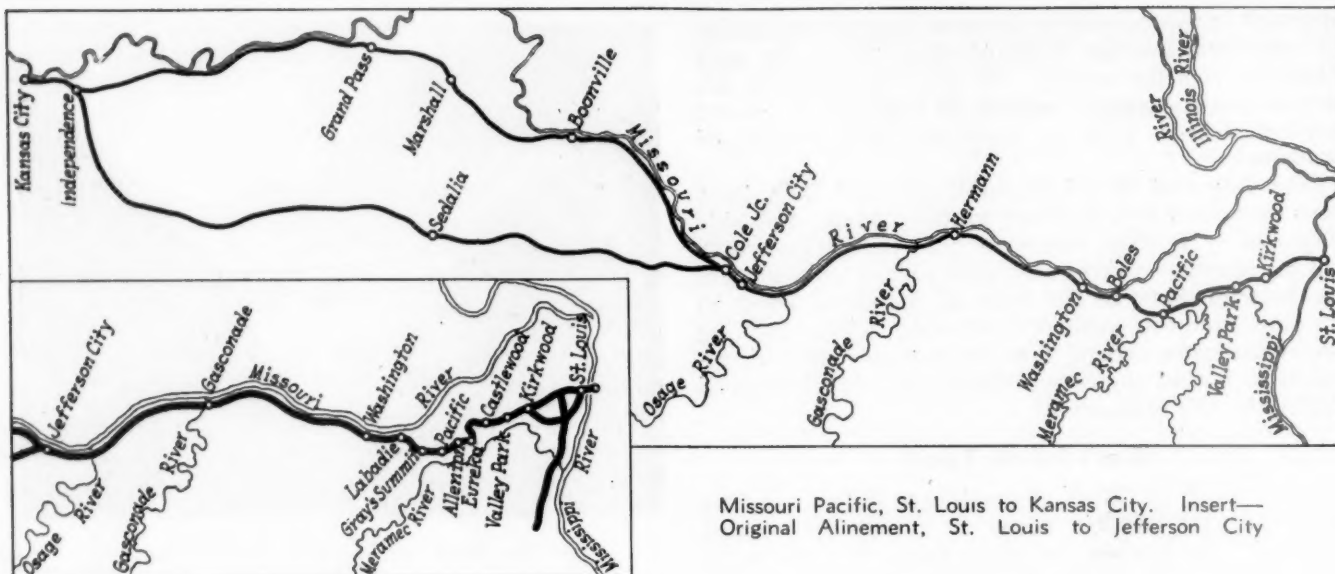 Kansas City
Independence
Grand Pass
Marshall
Sedalia
Boonville
Missouri
River
Cole Jc.
Jefferson City
Osage River
Gasconade River
Hermann
Washington
Boles
Pacific
Meramec River
Valley Park
Kirkwood
St. Louis
Mississippi
River
Illinois River
Jefferson City
Osage River
Gasconade
Gasconade River
Missouri
River
Washington
Labadie
Gray's Summit
Pacific
Allenton
Eureka
Castlewood
Valley Park
Kirkwood
Meramec River
St. Louis
River
Mississippi
Missouri Pacific, St. Louis to Kansas City. Insert—
Original Alinement, St. Louis to Jefferson City